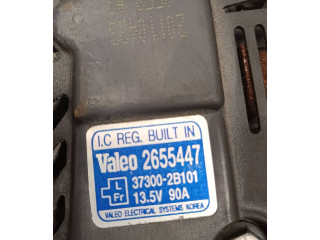 I.C REG. BUILT IN
Valeo 2655447
L
Fr
37300-2B101
13.5V 90A
VALEO ELECTRICAL SYSTEMS KOREA